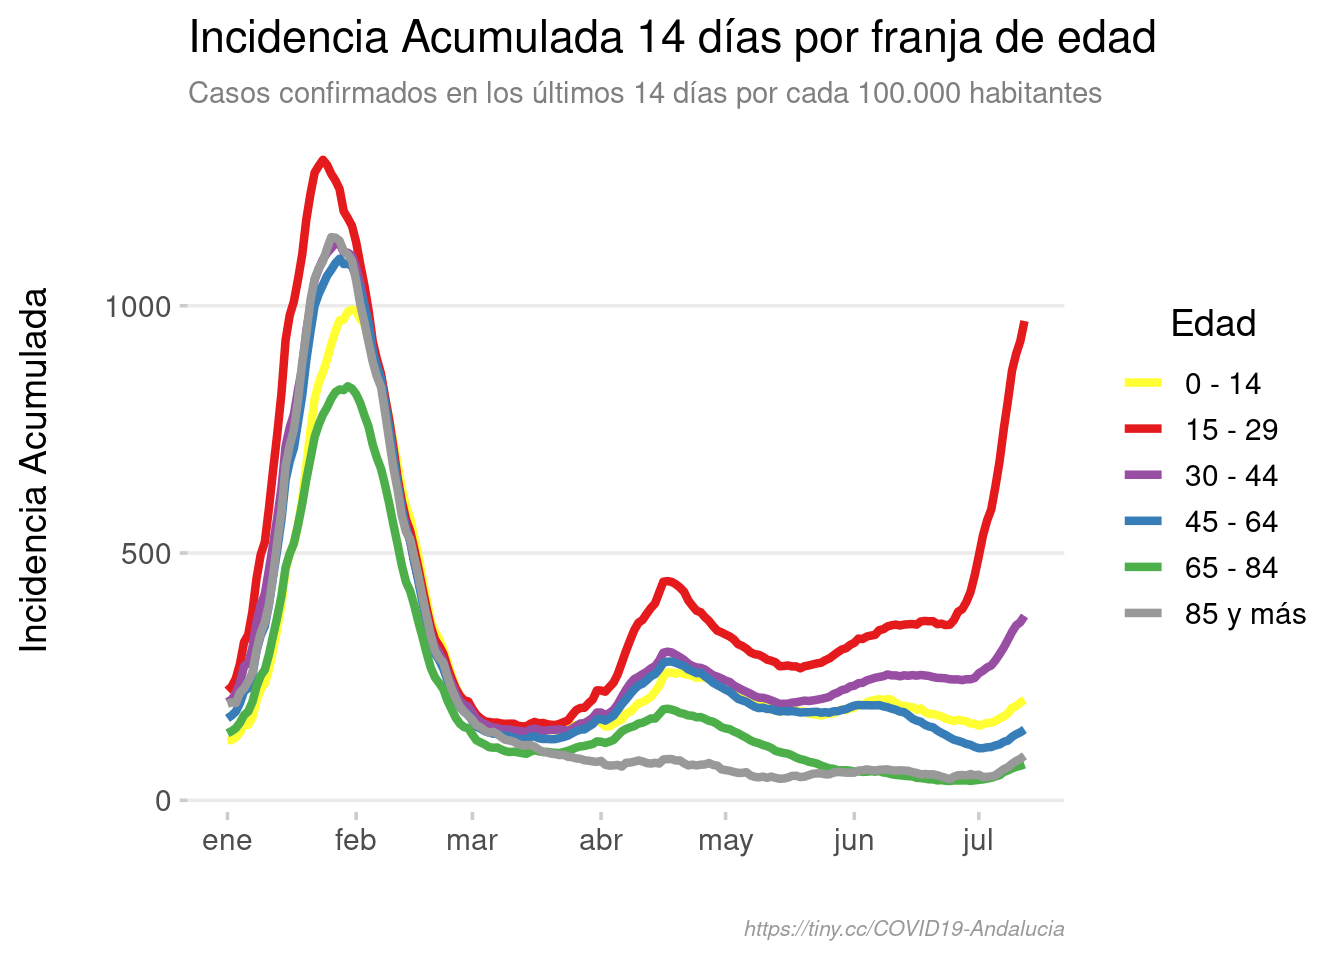 Incidencia Acumulada 14 días por franja de edad
Casos confirmados en los últimos 14 días por cada 100.000 habitantes
Incidencia Acumulada
1000
500
0
ene feb mar abr may jun jul
Edad
0 - 14
15 - 29
30 - 44
45 - 64
65 - 84
85 y más
https://tiny.cc/COVID19-Andalucia